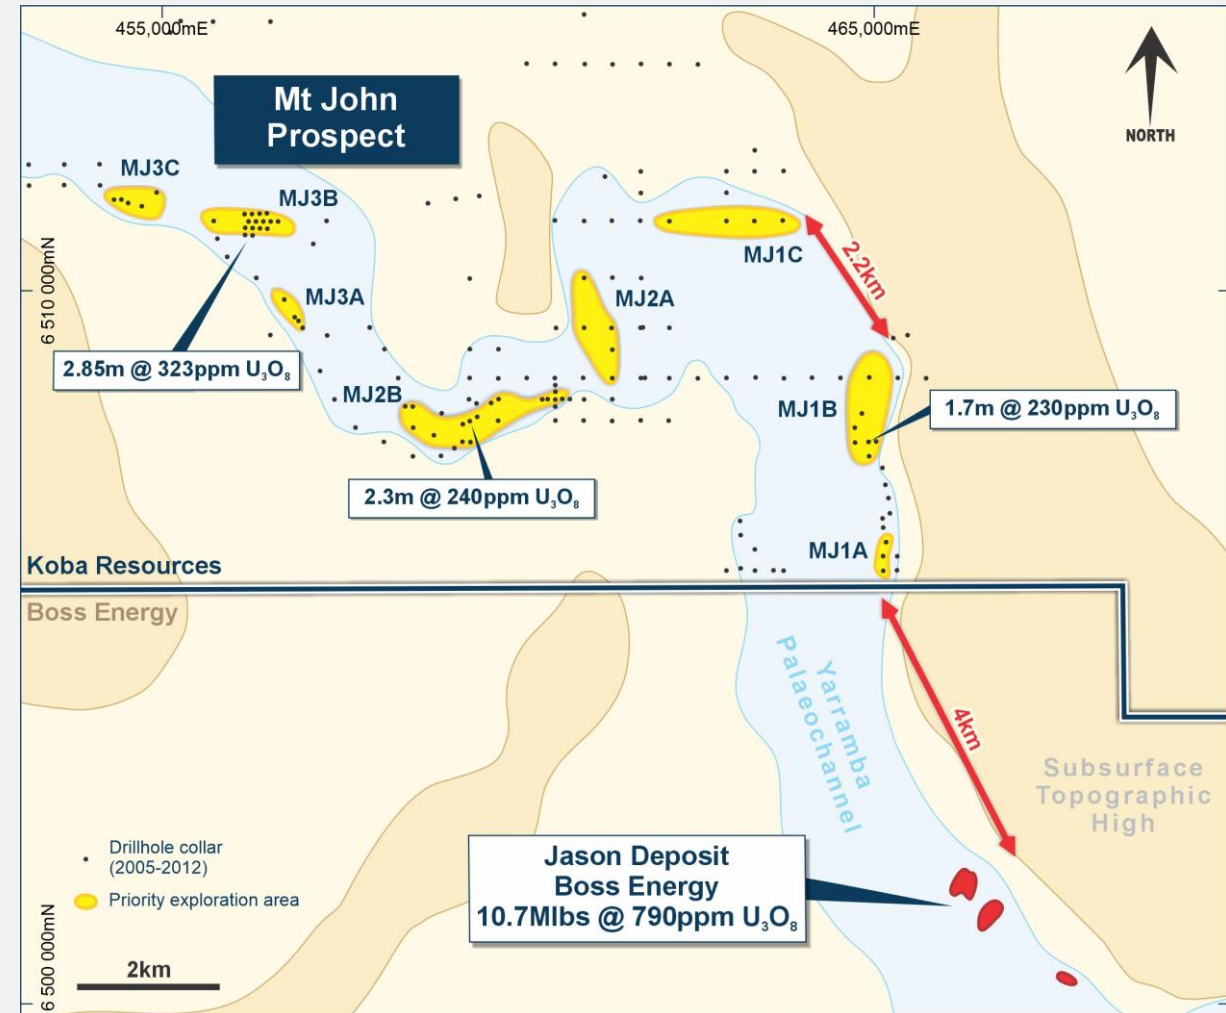 455,000mE
465,000mE
Mt John
Prospect
NORTH
MJ3C
MJ3B
MJ1C
2.2km
6 510 000mN
MJ3A
MJ2A
2.85m @ 323ppm U₃O₈
MJ2B
MJ1B
1.7m @ 230ppm U₃O₈
2.3m @ 240ppm U₃O₈
MJ1A
Koba Resources
Boss Energy
Yarramba
Palaeochannel
4km
Subsurface
Topographic
High
Drillhole collar
(2005-2012)
Priority exploration area
Jason Deposit
Boss Energy
10.7Mlbs @ 790ppm U₃O₈
2km
6 500 000mN